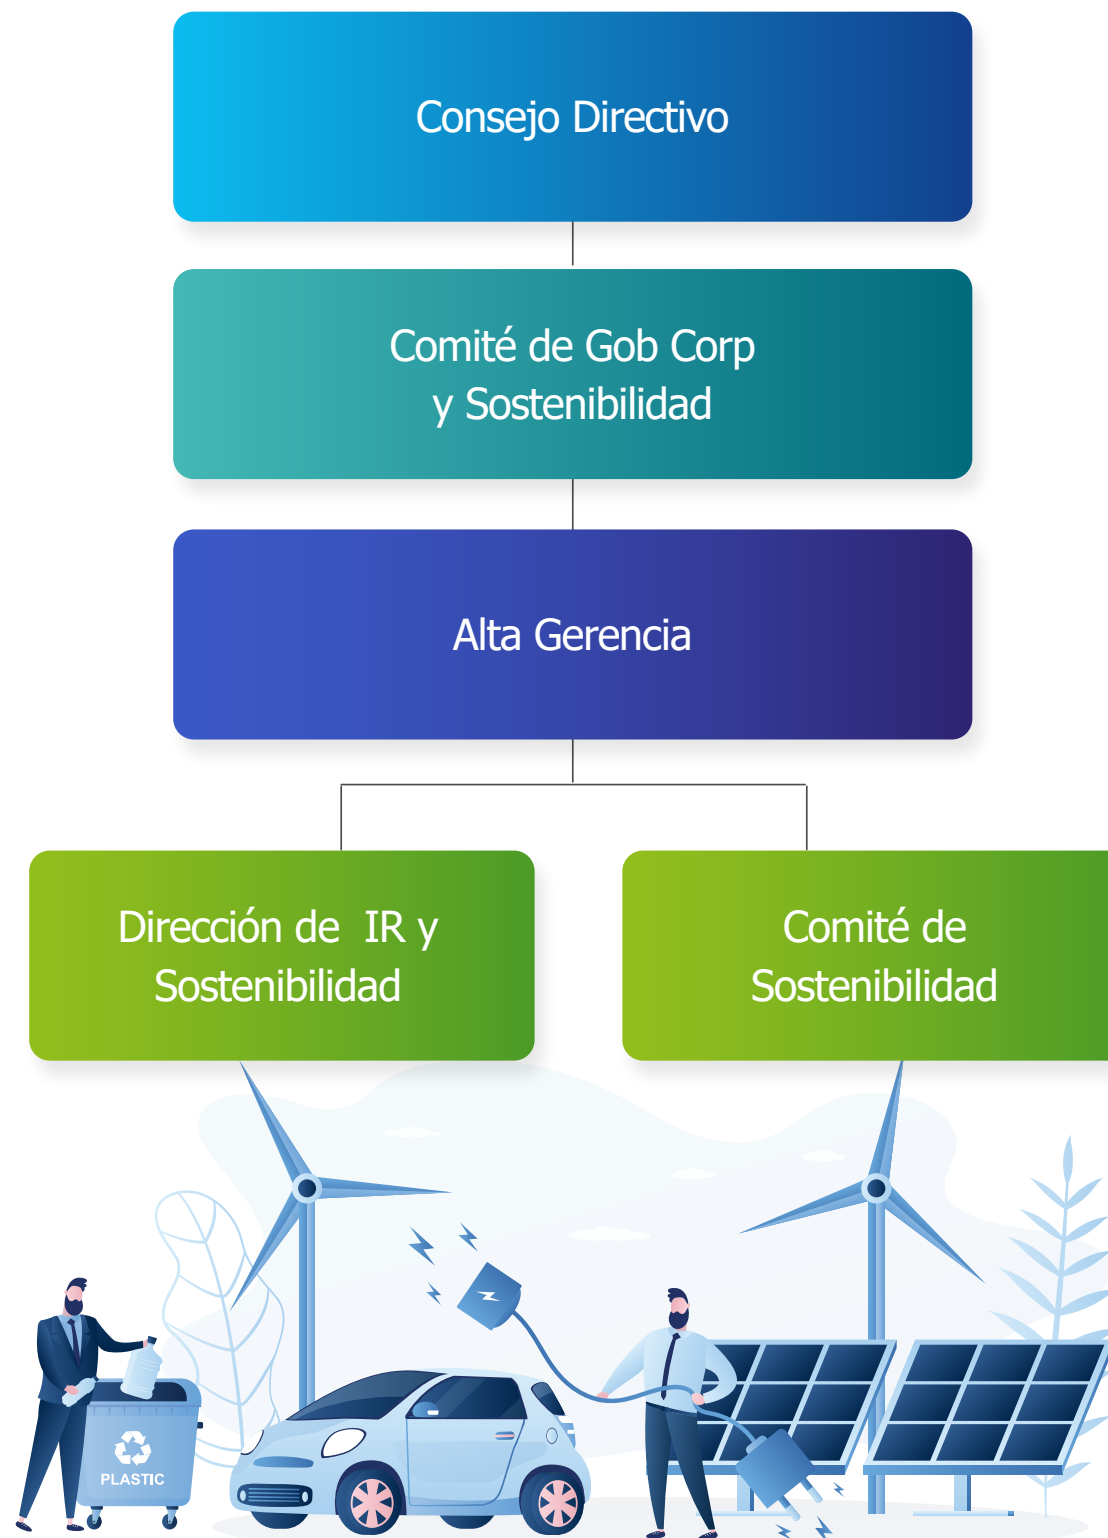 Consejo Directivo
Comité de Gob Corp
y Sostenibilidad
Alta Gerencia
Dirección de IR y
Sostenibilidad
Comité de
Sostenibilidad
PLASTIC